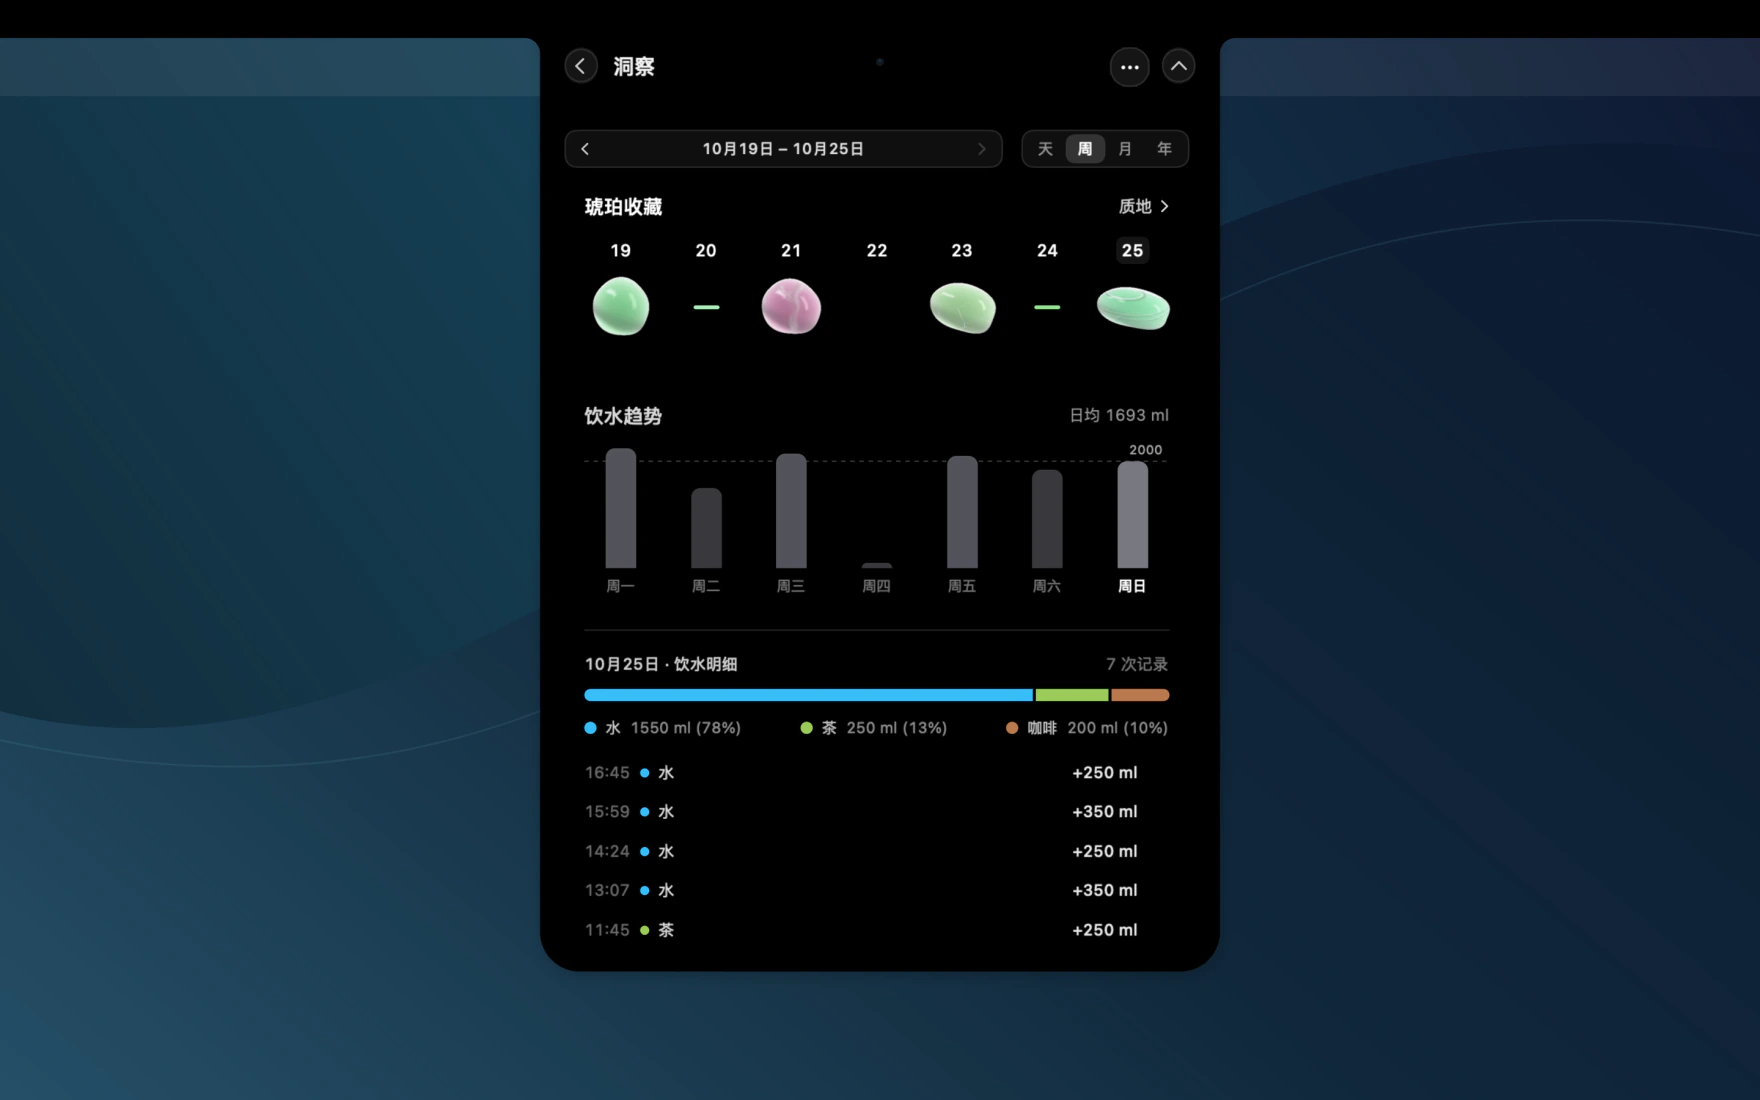 洞察
10月19日 – 10月25日
天 周 月 年
琥珀收藏 质地
19 20 21 22 23 24 25
饮水趋势 日均 1693 ml
2000
周一 周二 周三 周四 周五 周六 周日
10月25日 · 饮水明细 7 次记录
水 1550 ml (78%) 茶 250 ml (13%) 咖啡 200 ml (10%)
16:45 水 +250 ml
15:59 水 +350 ml
14:24 水 +250 ml
13:07 水 +350 ml
11:45 茶 +250 ml